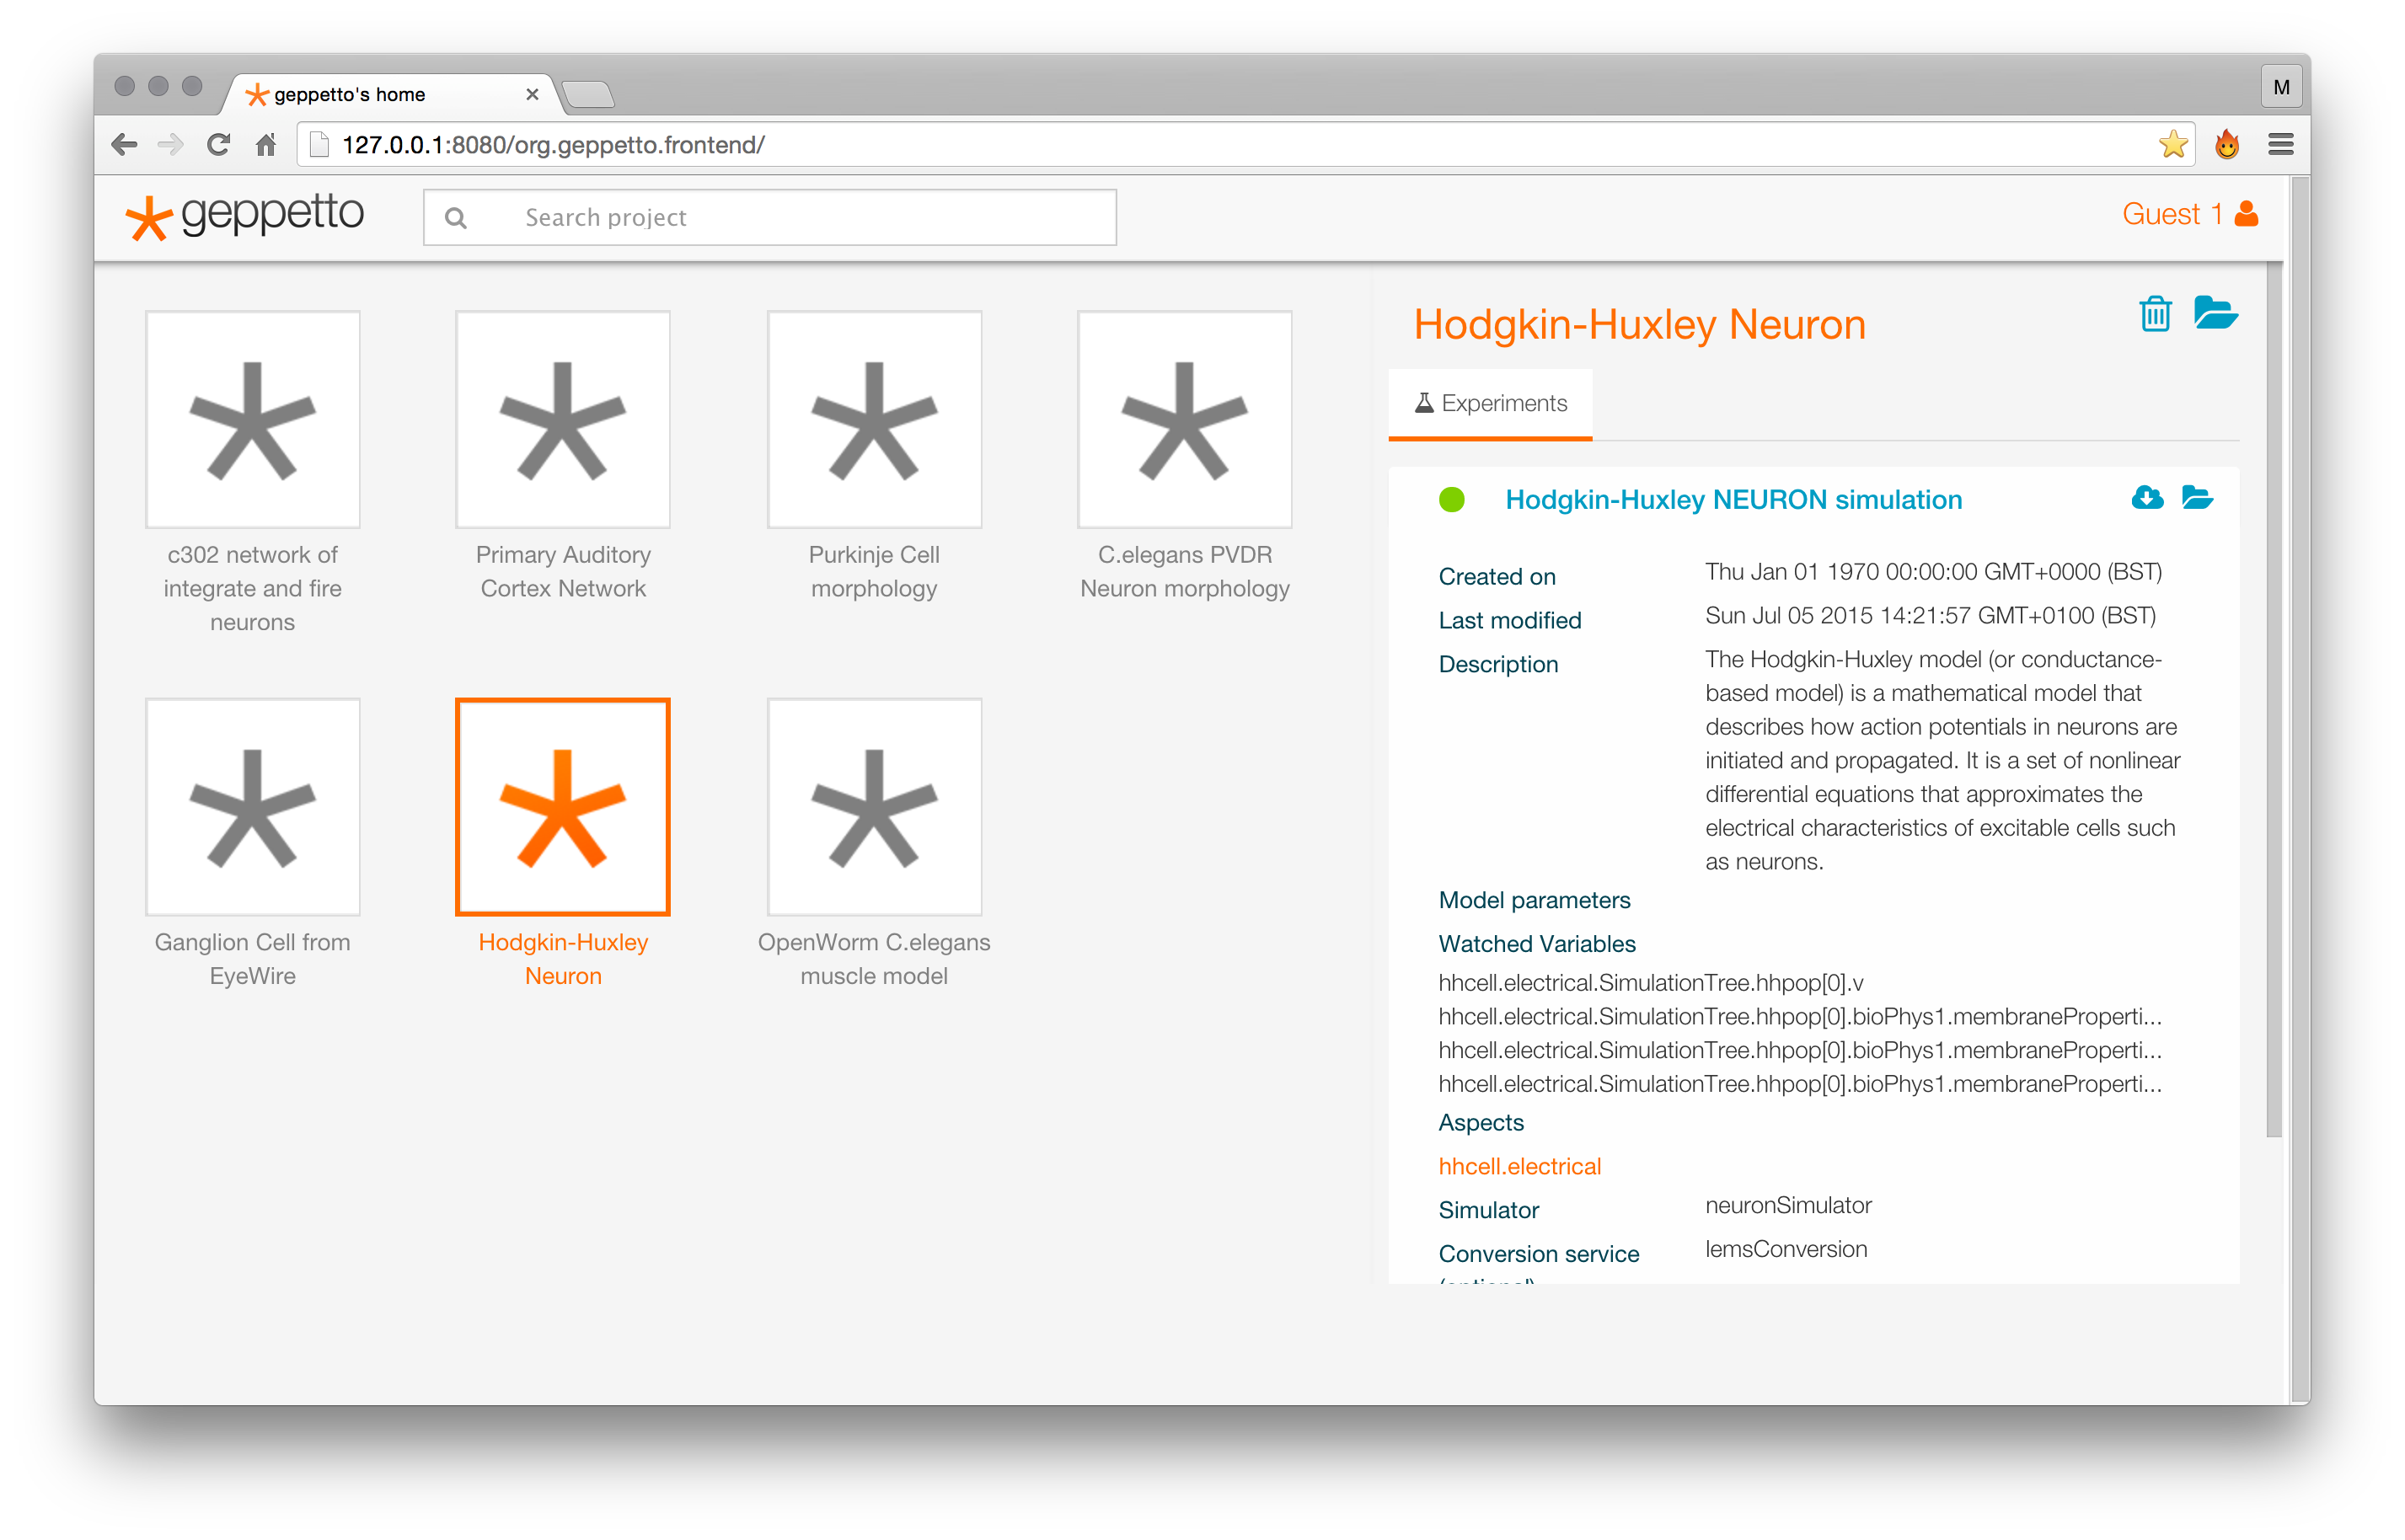 geppetto's home
M
127.0.0.1:8080/org.geppetto.frontend/
geppetto
Search project
Guest 1
c302 network of
integrate and fire
neurons
Primary Auditory
Cortex Network
Purkinje Cell
morphology
C.elegans PVDR
Neuron morphology
Ganglion Cell from
EyeWire
Hodgkin-Huxley
Neuron
OpenWorm C.elegans
muscle model
Hodgkin-Huxley Neuron
Experiments
Hodgkin-Huxley NEURON simulation
Created on Thu Jan 01 1970 00:00:00 GMT+0000 (BST)
Last modified Sun Jul 05 2015 14:21:57 GMT+0100 (BST)
Description The Hodgkin-Huxley model (or conductance-
based model) is a mathematical model that
describes how action potentials in neurons are
initiated and propagated. It is a set of nonlinear
differential equations that approximates the
electrical characteristics of excitable cells such
as neurons.
Model parameters
Watched Variables
hhcell.electrical.SimulationTree.hhpop[0].v
hhcell.electrical.SimulationTree.hhpop[0].bioPhys1.membraneProperti...
hhcell.electrical.SimulationTree.hhpop[0].bioPhys1.membraneProperti...
hhcell.electrical.SimulationTree.hhpop[0].bioPhys1.membraneProperti...
Aspects
hhcell.electrical
Simulator neuronSimulator
Conversion service lemsConversion
(optional)